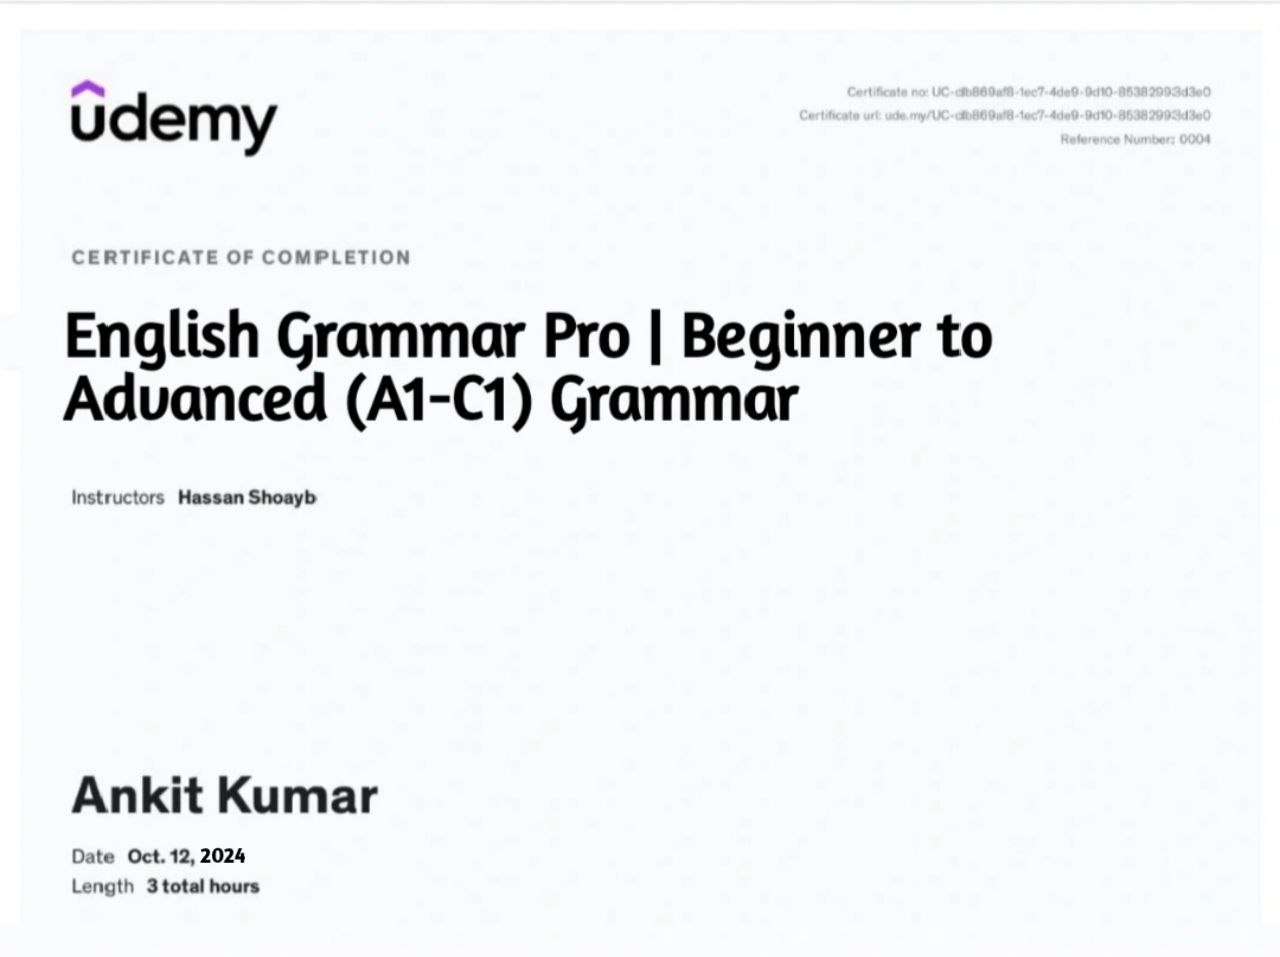 udemy
Certificate no: UC-db869af8-1ec7-4de9-9d10-85382993d3e0
Certificate url: ude.my/UC-db869af8-1ec7-4de9-9d10-85382993d3e0
Reference Number: 0004
CERTIFICATE OF COMPLETION
English Grammar Pro | Beginner to
Advanced (A1-C1) Grammar
Instructors Hassan Shoayb
Ankit Kumar
Date Oct. 12, 2024
Length 3 total hours